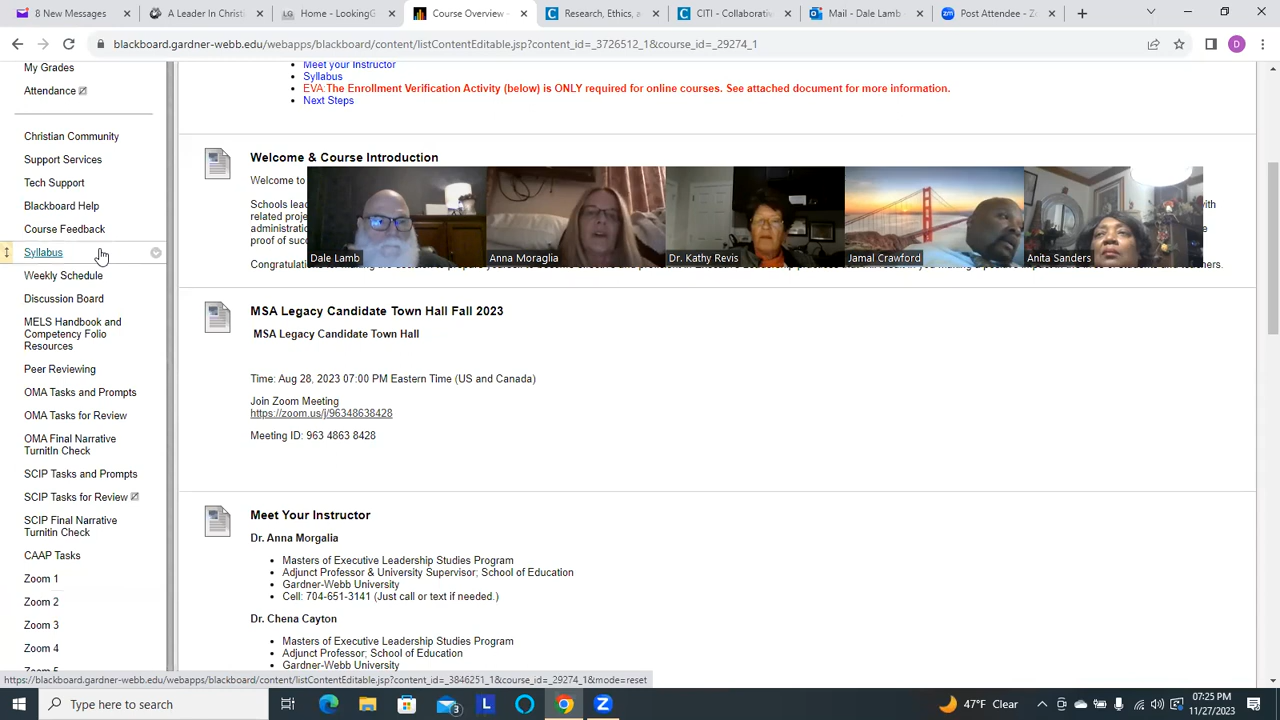 8 New Messages
A Leader In Christ
Home - LookingG
Course Overview –
Research, Ethics, a
CITI - Collaborativ
Mail - Dale Lamb -
Post Attendee - Z
blackboard.gardner-webb.edu/webapps/blackboard/content/listContentEditable.jsp?content_id=_3726512_1&course_id=_29274_1
D
My Grades
Attendance
Christian Community
Support Services
Tech Support
Blackboard Help
Course Feedback
Syllabus
Weekly Schedule
Discussion Board
MELS Handbook and
Competency Folio
Resources
Peer Reviewing
OMA Tasks and Prompts
OMA Tasks for Review
OMA Final Narrative
TurnitIn Check
SCIP Tasks and Prompts
SCIP Tasks for Review
SCIP Final Narrative
Turnitin Check
CAAP Tasks
Zoom 1
Zoom 2
Zoom 3
Zoom 4
Meet your Instructor
Syllabus
EVA:The Enrollment Verification Activity (below) is ONLY required for online courses. See attached document for more information.
Next Steps
Welcome & Course Introduction
Welcome to
Schools lead
with
related proje
administratio
proof of suc
Dale Lamb
Anna Moraglia
Dr. Kathy Revis
Jamal Crawford
Anita Sanders
MSA Legacy Candidate Town Hall Fall 2023
MSA Legacy Candidate Town Hall
Time: Aug 28, 2023 07:00 PM Eastern Time (US and Canada)
Join Zoom Meeting
https://zoom.us/j/96348638428
Meeting ID: 963 4863 8428
Meet Your Instructor
Dr. Anna Morgalia
Masters of Executive Leadership Studies Program
Adjunct Professor & University Supervisor; School of Education
Gardner-Webb University
Cell: 704-651-3141 (Just call or text if needed.)
Dr. Chena Cayton
Masters of Executive Leadership Studies Program
Adjunct Professor; School of Education
Gardner-Webb University
https://blackboard.gardner-webb.edu/webapps/blackboard/content/listContentEditable.jsp?content_id=_3846251_1&course_id=_29274_1&mode=reset
Type here to search
3
L
47°F Clear
07:25 PM
11/27/2023